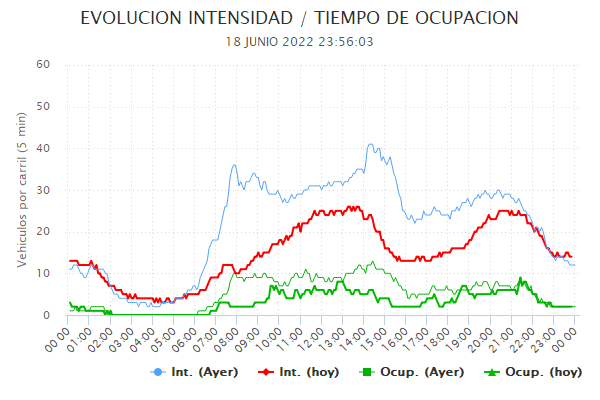 EVOLUCION INTENSIDAD / TIEMPO DE OCUPACION
18 JUNIO 2022 23:56:03
Vehiculos por carril (5 min)
60
50
40
30
20
10
0
00:00 01:00 02:00 03:00 04:00 05:00 06:00 07:00 08:00 09:00 10:00 11:00 12:00 13:00 14:00 15:00 16:00 17:00 18:00 19:00 20:00 21:00 22:00 23:00 00:00
Int. (Ayer) Int. (hoy) Ocup. (Ayer) Ocup. (hoy)